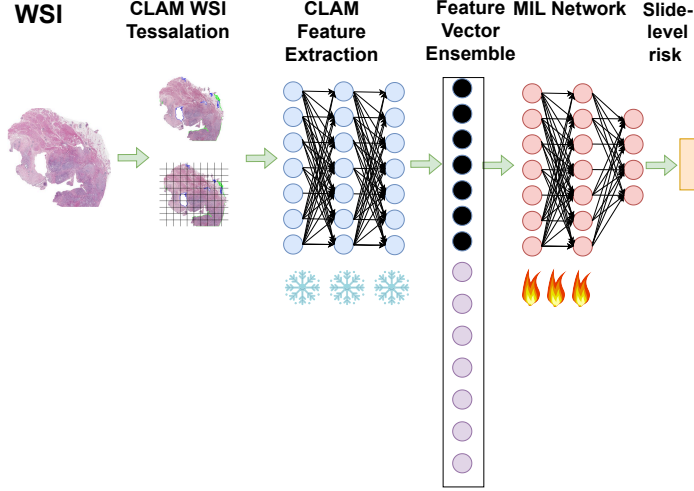 WSI
CLAM WSI
Tessalation
CLAM
Feature
Extraction
Feature
Vector
Ensemble
MIL Network
Slide-
level
risk